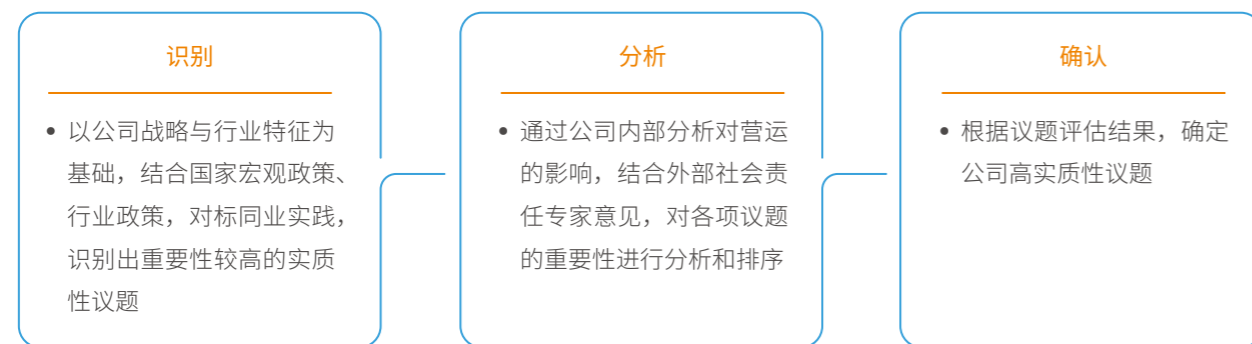 识别
• 以公司战略与行业特征为
基础，结合国家宏观政策、
行业政策，对标同业实践，
识别出重要性较高的实质
性议题
分析
• 通过公司内部分析对营运
的影响，结合外部社会责
任专家意见，对各项议题
的重要性进行分析和排序
确认
• 根据议题评估结果，确定
公司高实质性议题